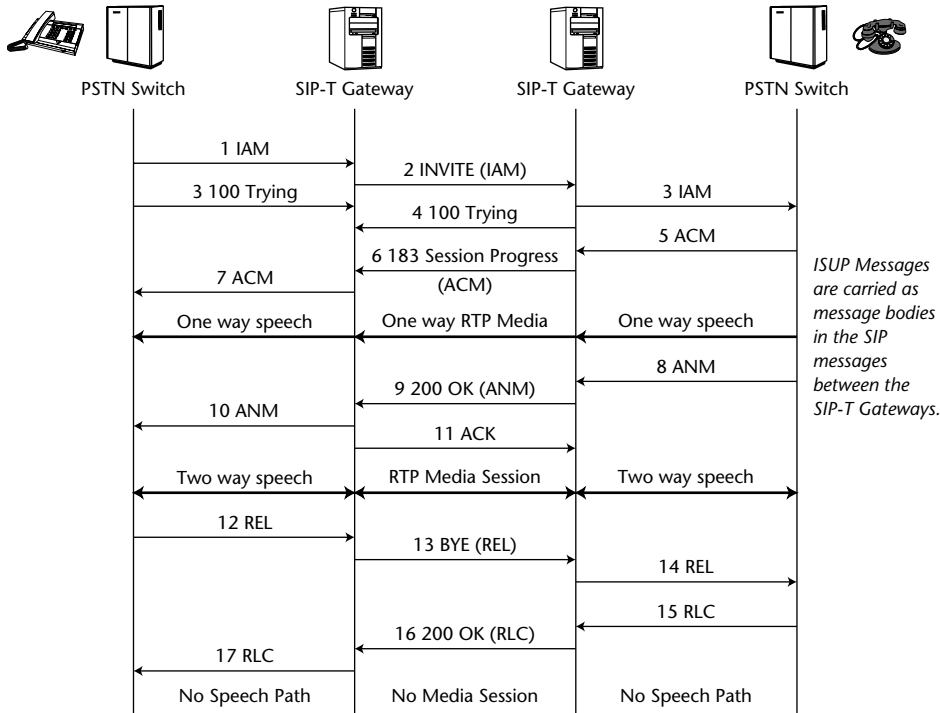 PSTN Switch
SIP-T Gateway
SIP-T Gateway
PSTN Switch
1 IAM
2 INVITE (IAM)
3 100 Trying
3 IAM
4 100 Trying
5 ACM
6 183 Session Progress
(ACM)
7 ACM
ISUP Messages
are carried as
message bodies
in the SIP
messages
between the
SIP-T Gateways.
One way speech
One way RTP Media
One way speech
8 ANM
9 200 OK (ANM)
10 ANM
11 ACK
Two way speech
RTP Media Session
Two way speech
12 REL
13 BYE (REL)
14 REL
15 RLC
16 200 OK (RLC)
17 RLC
No Speech Path
No Media Session
No Speech Path